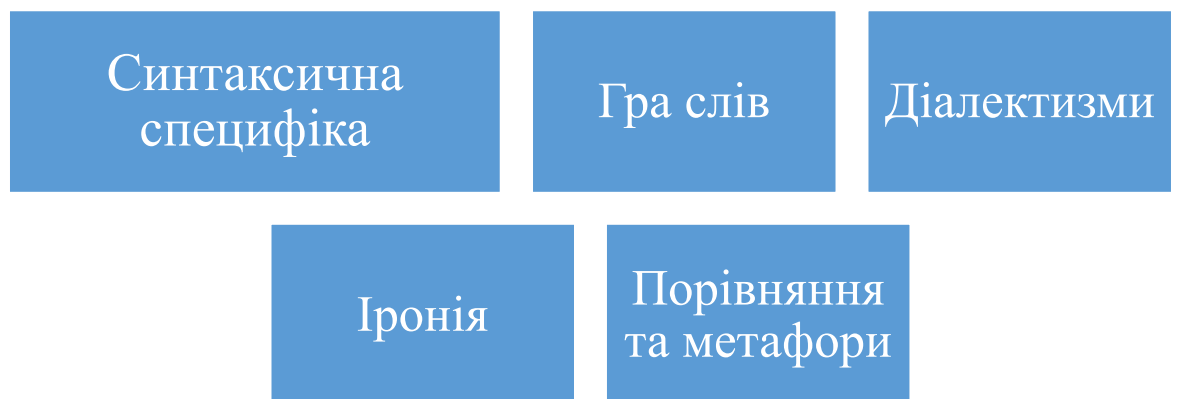 Синтаксична
специфіка
Гра слів
Діалектизми
Іронія
Порівняння
та метафори